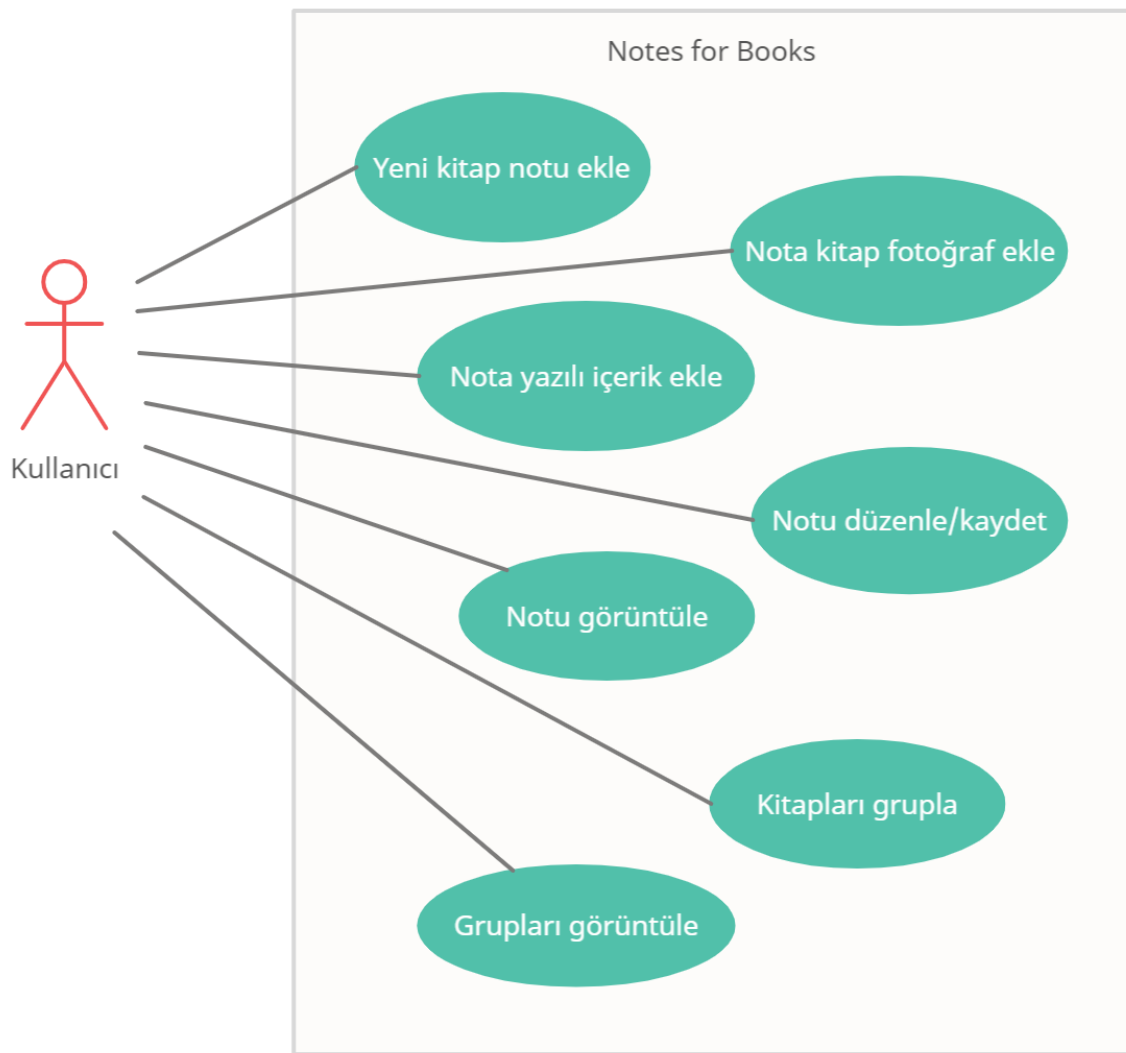 Notes for Books
Yeni kitap notu ekle
Nota kitap fotoğraf ekle
Nota yazılı içerik ekle
Kullanıcı
Notu düzenle/kaydet
Notu görüntüle
Kitapları grupla
Grupları görüntüle